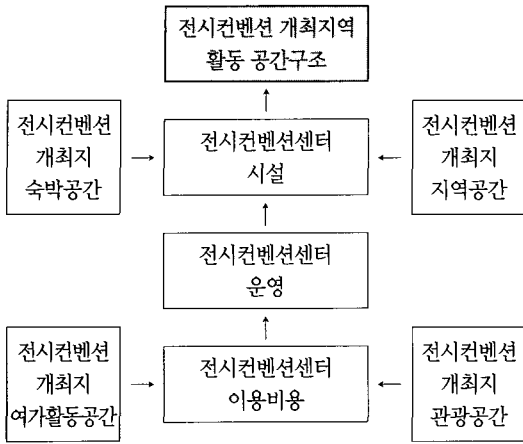 전시컨벤션 개최지역
활동 공간구조
전시컨벤션
개최지
숙박공간
전시컨벤션센터
시설
전시컨벤션
개최지
지역공간
전시컨벤션센터
운영
전시컨벤션
개최지
여가활동공간
전시컨벤션센터
이용비용
전시컨벤션
개최지
관광공간